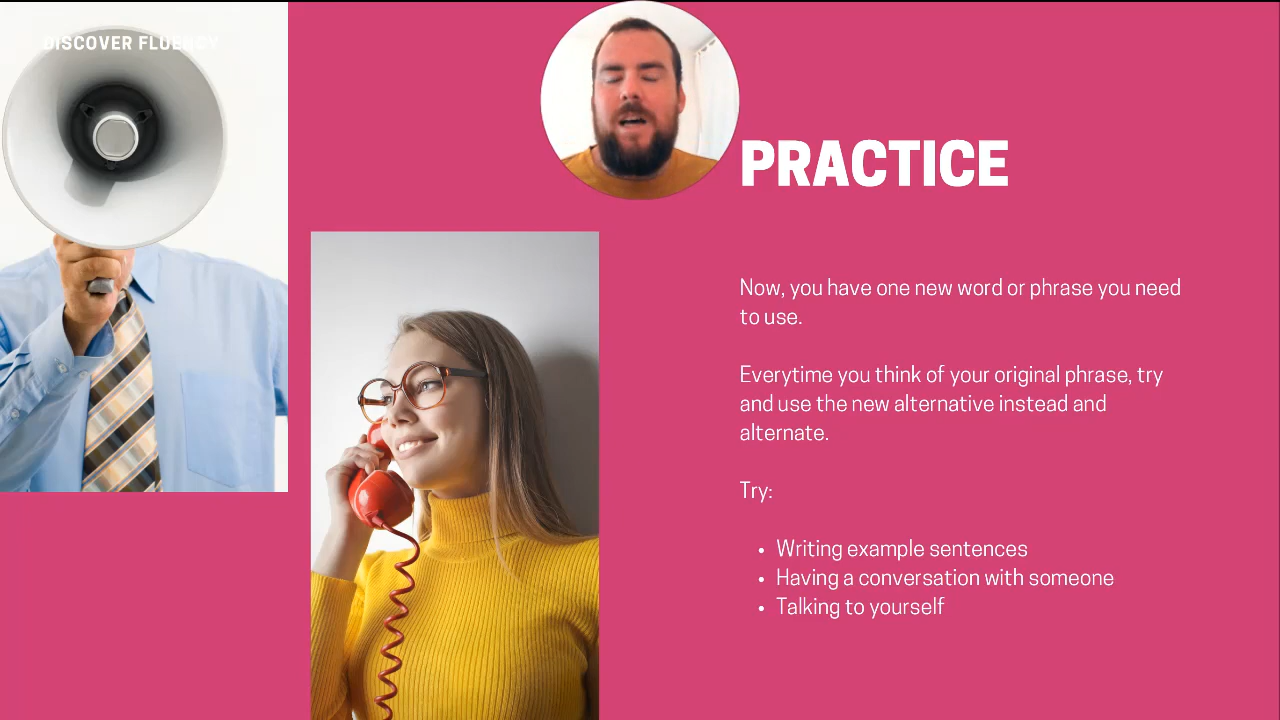 DISCOVER FLUENCY
PRACTICE
Now, you have one new word or phrase you need
to use.
Everytime you think of your original phrase, try
and use the new alternative instead and
alternate.
Try:
• Writing example sentences
• Having a conversation with someone
• Talking to yourself